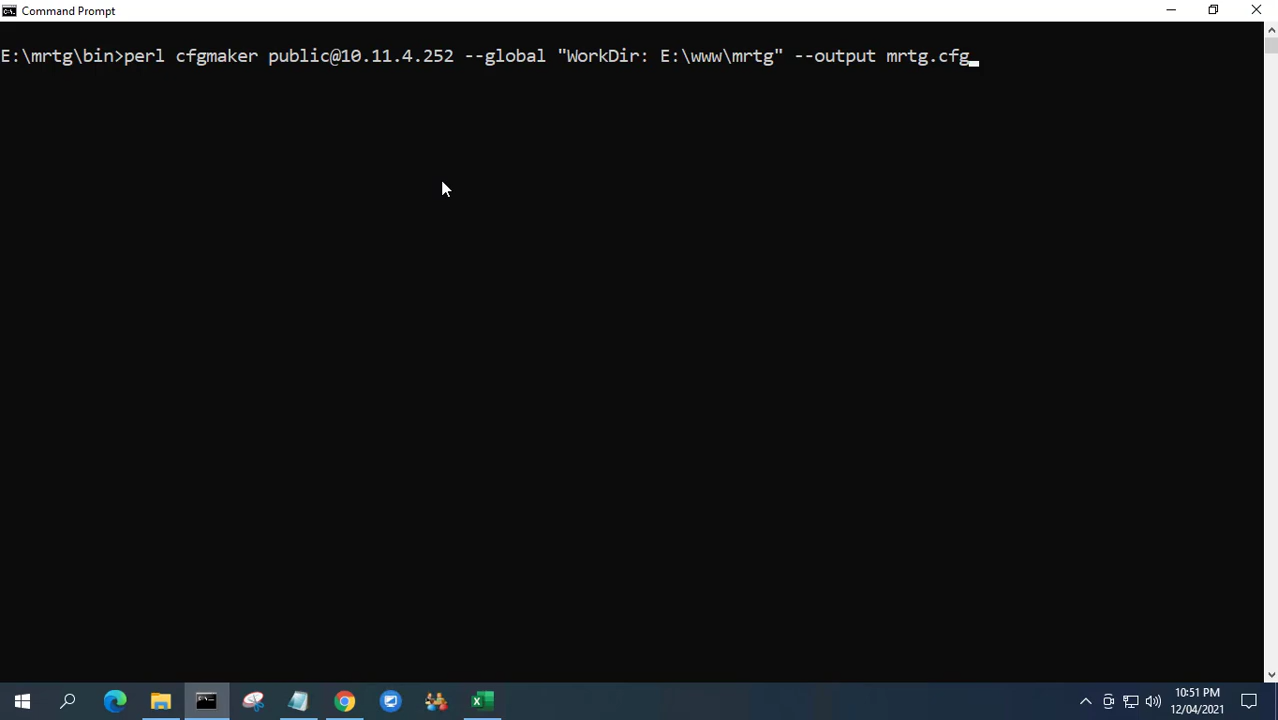 Command Prompt
E:\mrtg\bin>perl cfgmaker public@10.11.4.252 --global "WorkDir: E:\www\mrtg" --output mrtg.cfg
10:51 PM
12/04/2021